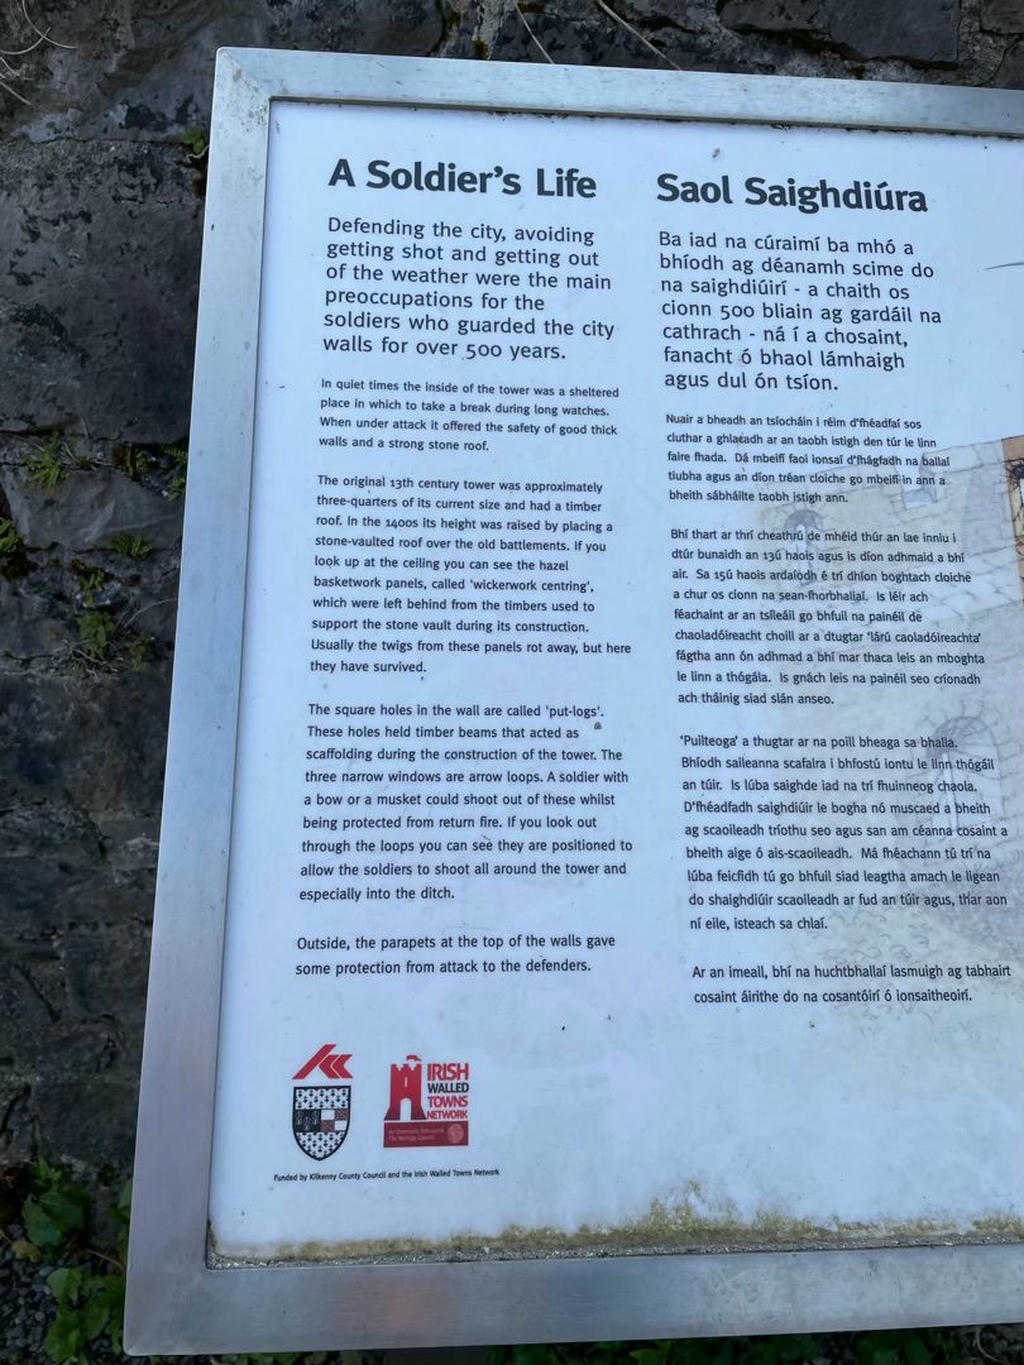 A Soldier's Life
Defending the city, avoiding
getting shot and getting out
of the weather were the main
preoccupations for the
soldiers who guarded the city
walls for over 500 years.
In quiet times the inside of the tower was a sheltered
place in which to take a break during long watches.
When under attack it offered the safety of good thick
walls and a strong stone roof.
The original 13th century tower was approximately
three-quarters of its current size and had a timber
roof. In the 1400s its height was raised by placing a
stone-vaulted roof over the old battlements. If you
look up at the ceiling you can see the hazel
basketwork panels, called 'wickerwork centring',
which were left behind from the timbers used to
support the stone vault during its construction.
Usually the twigs from these panels rot away, but here
they have survived.
The square holes in the wall are called 'put-logs'.
These holes held timber beams that acted as
scaffolding during the construction of the tower. The
three narrow windows are arrow loops. A soldier with
a bow or a musket could shoot out of these whilst
being protected from return fire. If you look out
through the loops you can see they are positioned to
allow the soldiers to shoot all around the tower and
especially into the ditch.
Outside, the parapets at the top of the walls gave
some protection from attack to the defenders.
Saol Saighdiúra
Ba iad na cúraimí ba mhó a
bhíodh ag déanamh scime do
na saighdiúirí - a chaith os
cionn 500 bliain ag gardáil na
cathrach - ná í a chosaint,
fanacht ó bhaol lámhaigh
agus dul ón tsíon.
Nuair a bheadh an tsíocháin i réim d'fhéadfaí sos
cluthar a ghlacadh ar an taobh istigh den túr le linn
faire fhada. Dá mbeifí faoi ionsaí d'fhágfadh na ballaí
tiubha agus an díon tréan cloiche go mbeifí in ann a
bheith sábháilte taobh istigh ann.
Bhí thart ar thrí cheathrú de mhéid thúr an lae inniu i
dtúr bunaidh an 13ú haois agus is díon adhmaid a bhí
air. Sa 15ú haois ardaíodh é trí dhíon boghtach cloiche
a chur os cionn na sean-fhorbhallaí. Is léir ach
féachaint ar an tsíleáil go bhfuil na painéil de
chaoladóireacht choill ar a dtugtar 'lárú caoladóireachta'
fágtha ann ón adhmad a bhí mar thaca leis an mboghta
le linn a thógála. Is gnách leis na painéil seo críonadh
ach tháinig siad slán anseo.
'Puilteoga' a thugtar ar na poill bheaga sa bhalla.
Bhíodh saileanna scafalra i bhfostú iontu le linn thógáil
an túir. Is lúba saighde iad na trí fhuinneog chaola.
D'fhéadfadh saighdiúir le bogha nó muscaed a bheith
ag scaoileadh tríothu seo agus san am céanna cosaint a
bheith aige ó ais-scaoileadh. Má fhéachann tú trí na
lúba feicfidh tú go bhfuil siad leagtha amach le ligean
do shaighdiúir scaoileadh ar fud an túir agus, thar aon
ní eile, isteach sa chlaí.
Ar an imeall, bhí na huchtbhallaí lasmuigh ag tabhairt
cosaint áirithe do na cosantóirí ó ionsaitheoirí.
IRISH
WALLED
TOWNS
NETWORK
An Chomhairle Oidhreachta
The Heritage Council
Funded by Kilkenny County Council and the Irish Walled Towns Network